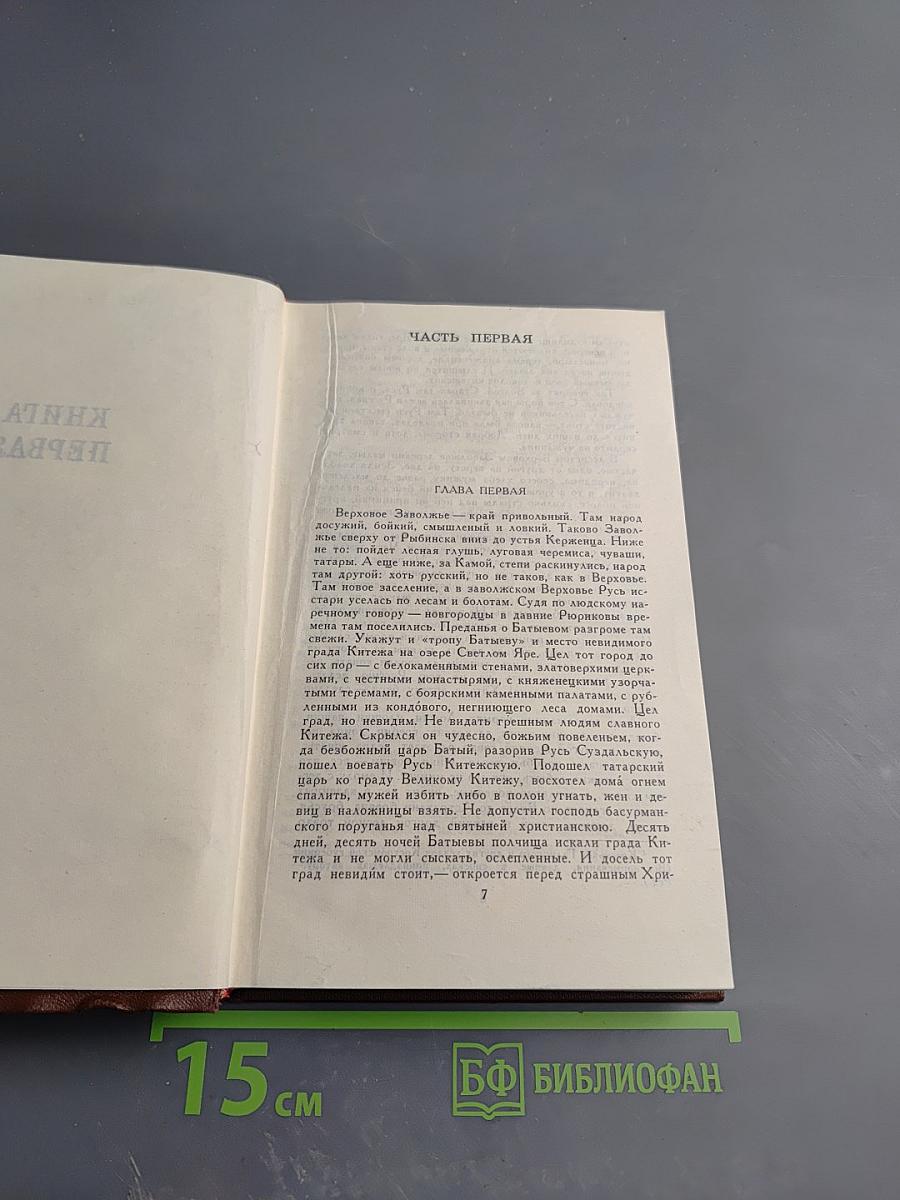 КНИГА
ПЕРВАЯ
ЧАСТЬ ПЕРВАЯ
ГЛАВА ПЕРВАЯ
Верховое Заволжье — край привольный. Там народ
досужий, бойкий, смышленый и ловкий. Таково Завол-
жье сверху от Рыбинска вниз до устья Керженца. Ниже
не то: пойдет лесная глушь, луговая черемиса, чуваши,
татары. А еще ниже, за Камой, степи раскинулись, народ
там другой: хоть русский, но не таков, как в Верховье.
Там новое заселение, а в заволжском Верховье Русь ис-
стари уселась по лесам и болотам. Судя по людскому на-
речному говору — новгородцы в давние Рюриковы вре-
мена там поселились. Преданья о Батыевом разгроме там
свежи. Укажут и «тропу Батыеву» и место невидимого
града Китежа на озере Светлом Яре. Цел тот город до
сих пор — с белокаменными стенами, златоверхими церк-
вами, с честными монастырями, с княженецкими узорча-
тыми теремами, с боярскими каменными палатами, с руб-
ленными из кондо́вого, негниющего леса домами. Цел
град, но невидим. Не видать грешным людям славного
Китежа. Скрылся он чудесно, божьим повеленьем, ког-
да безбожный царь Батый, разорив Русь Суздальскую,
пошел воевать Русь Китежскую. Подошел татарский
царь ко граду Великому Китежу, восхотел дома́ огнем
спалить, мужей избить либо в полон угнать, жен и де-
виц в наложницы взять. Не допустил господь басурман-
ского поруганья над святыней христианскою. Десять
дней, десять ночей Батыевы полчища искали града Ки-
тежа и не могли сыскать, ослепленные. И досель тот
град невиди́м стоит,— откроется перед страшным Хри-
7
15 см
БФ БИБЛИОФАН